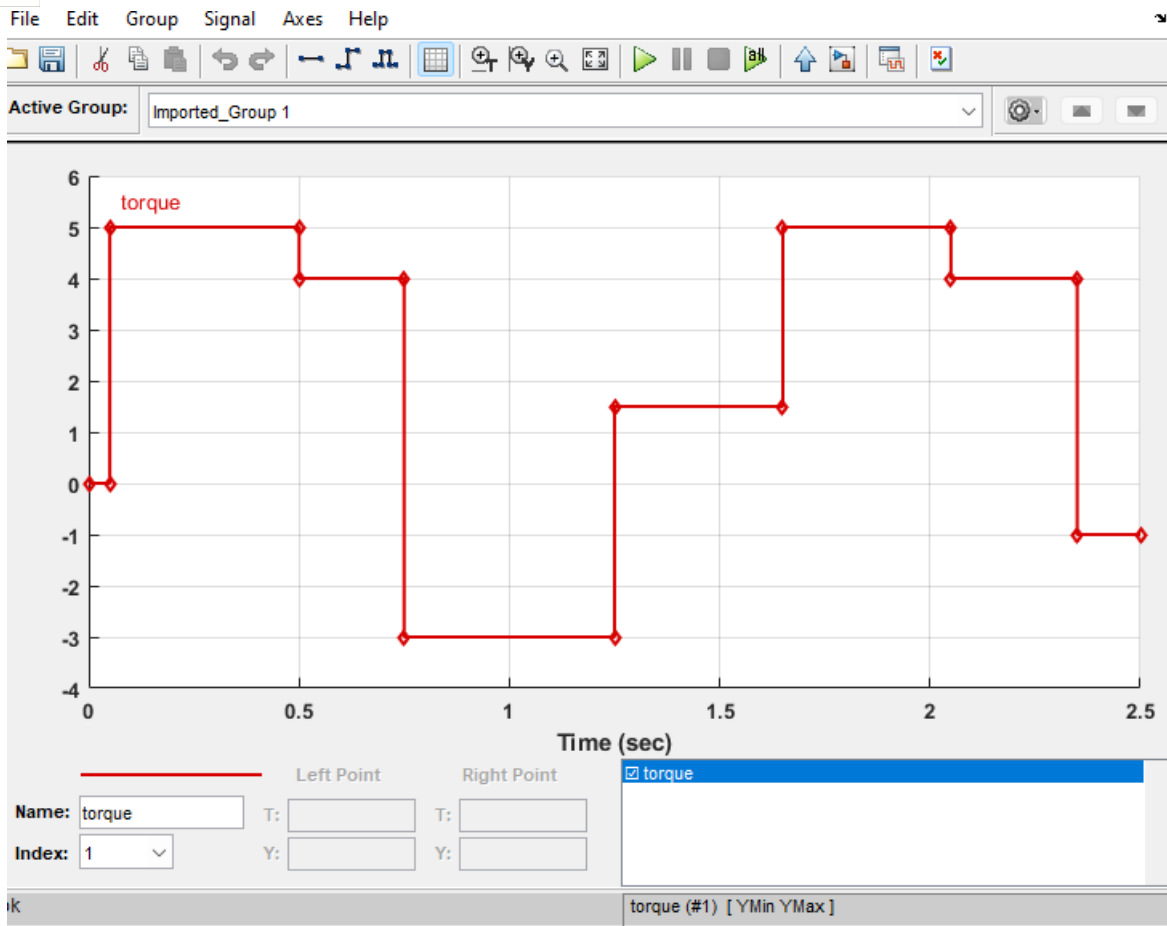 File Edit Group Signal Axes Help
Active Group: Imported_Group 1
torque
6
5
4
3
2
1
0
-1
-2
-3
-4
0 0.5 1 1.5 2 2.5
Time (sec)
Left Point Right Point
torque
Name: torque T: T:
Index: 1 Y: Y:
torque (#1) [ YMin YMax ]